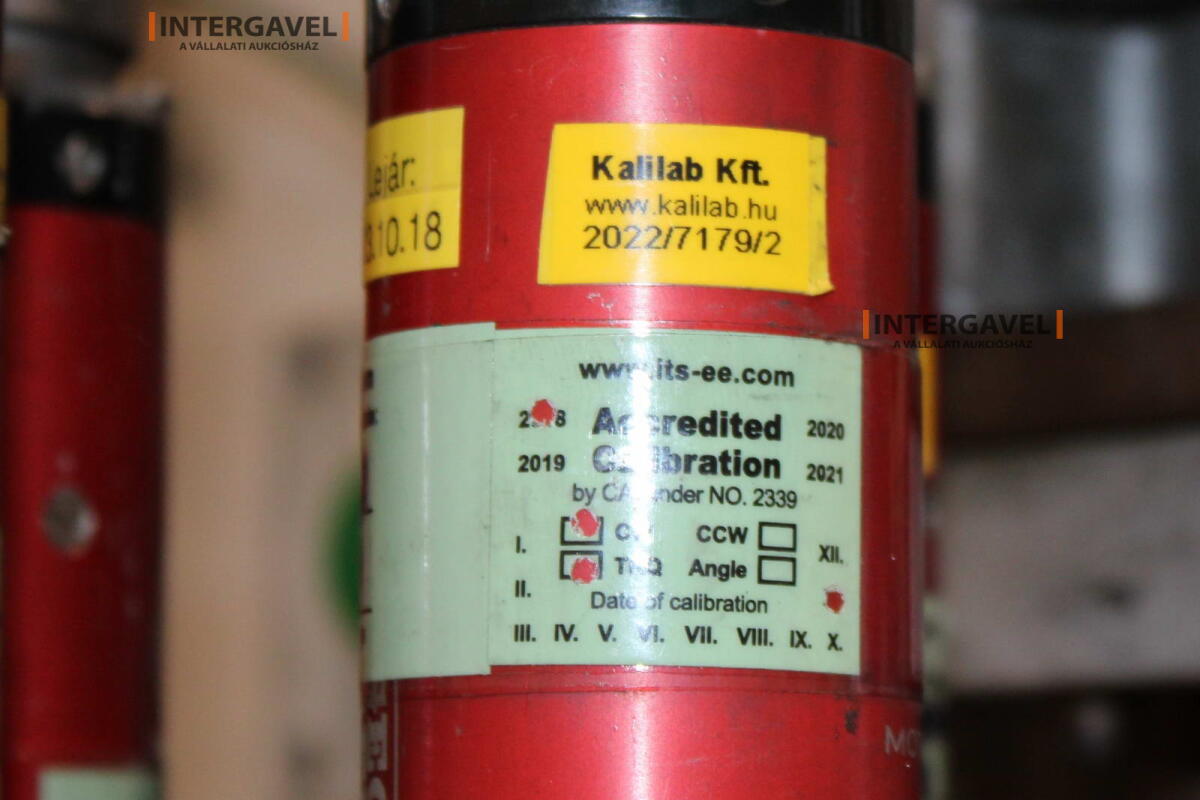 INTERGAVEL
A VÁLLALATI AUKCIÓSHÁZ
Lejár:
.10.18
Kalilab Kft.
www.kalilab.hu
2022/7179/2
INTERGAVEL
A VÁLLALATI AUKCIÓSHÁZ
www.its-ee.com
Accredited
2020
2019
Calibration
2021
by under NO. 2339
CCW
I.
XII.
TRQ
Angle
II.
Date of calibration
III. IV. V. VI. VII. VIII. IX. X.